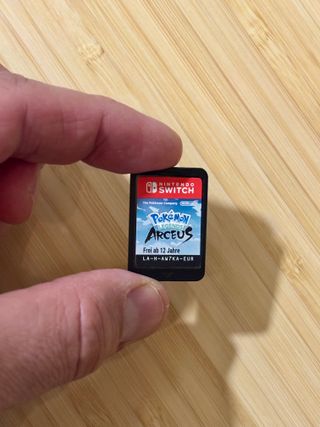 NINTENDO
SWITCH
The Pokémon Company
Pokémon
LEGENDS
ARCEUS
Frei ab 12 Jahre
LA-H-AW7KA-EUR